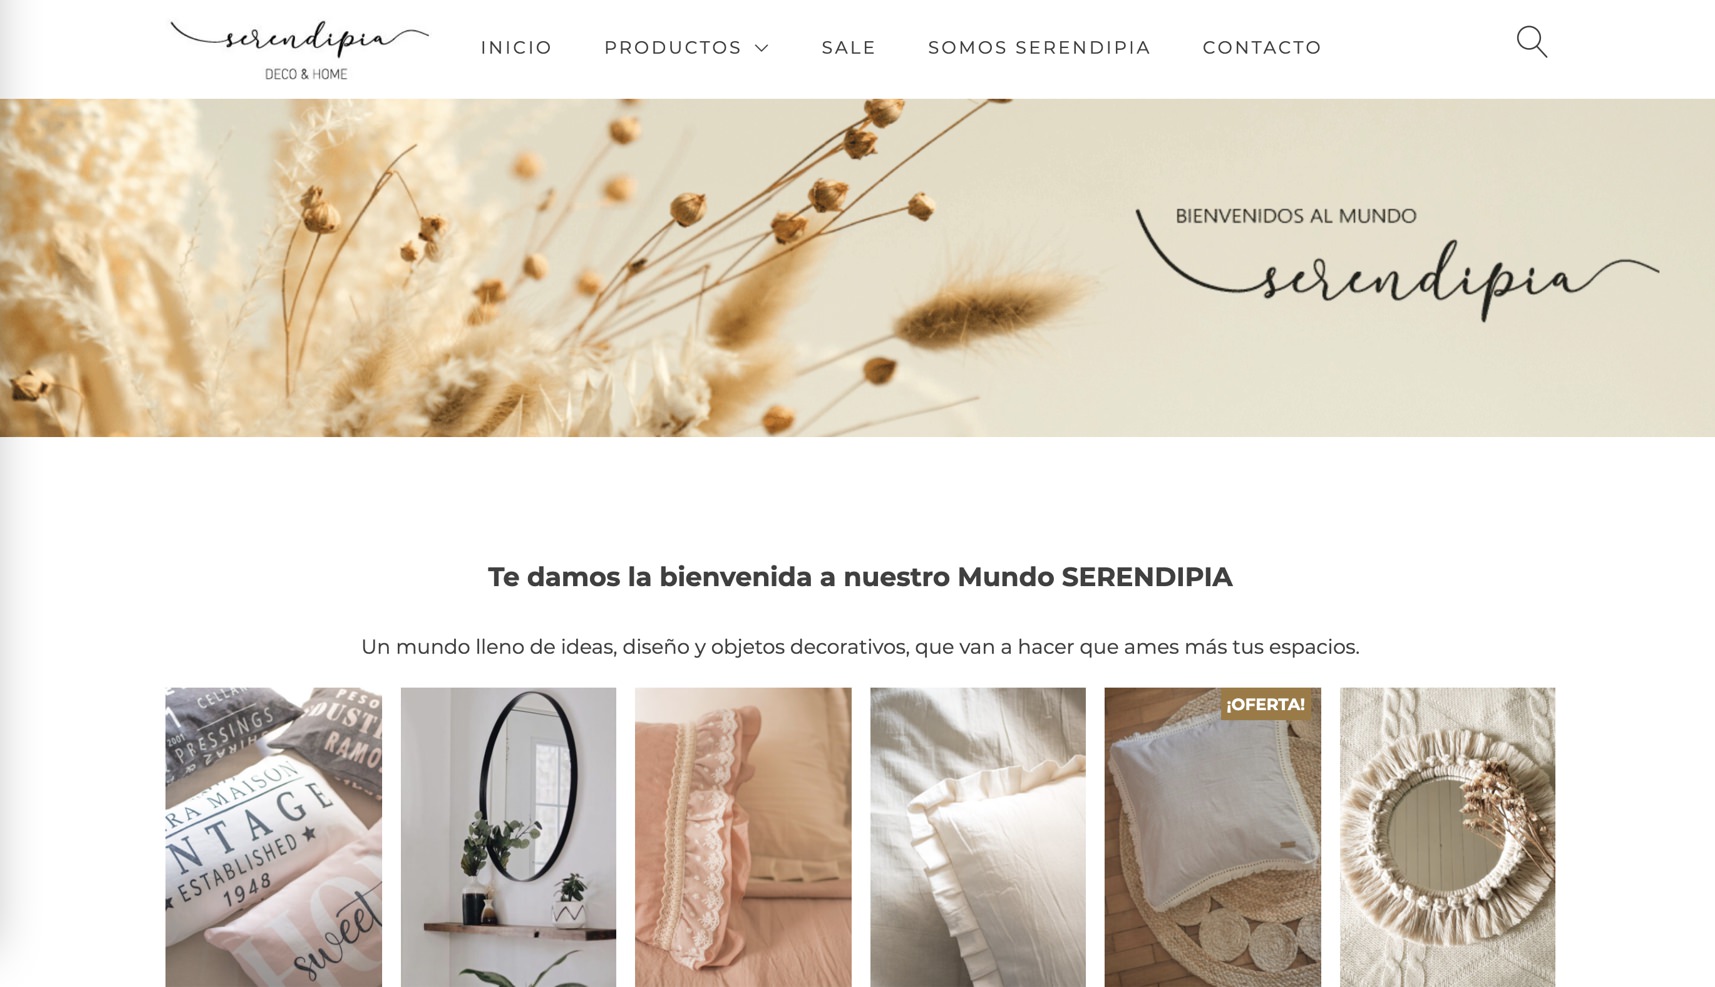 serendipia
DECO & HOME
INICIO
PRODUCTOS
SALE
SOMOS SERENDIPIA
CONTACTO
BIENVENIDOS AL MUNDO
serendipia
Te damos la bienvenida a nuestro Mundo SERENDIPIA
Un mundo lleno de ideas, diseño y objetos decorativos, que van a hacer que ames más tus espacios.
CELLAR
2001
PRESSINGS
PESO
RAMO
RA MAISON
NTAGE
★ ESTABLISHED ★
1948
HO
sweet
¡OFERTA!